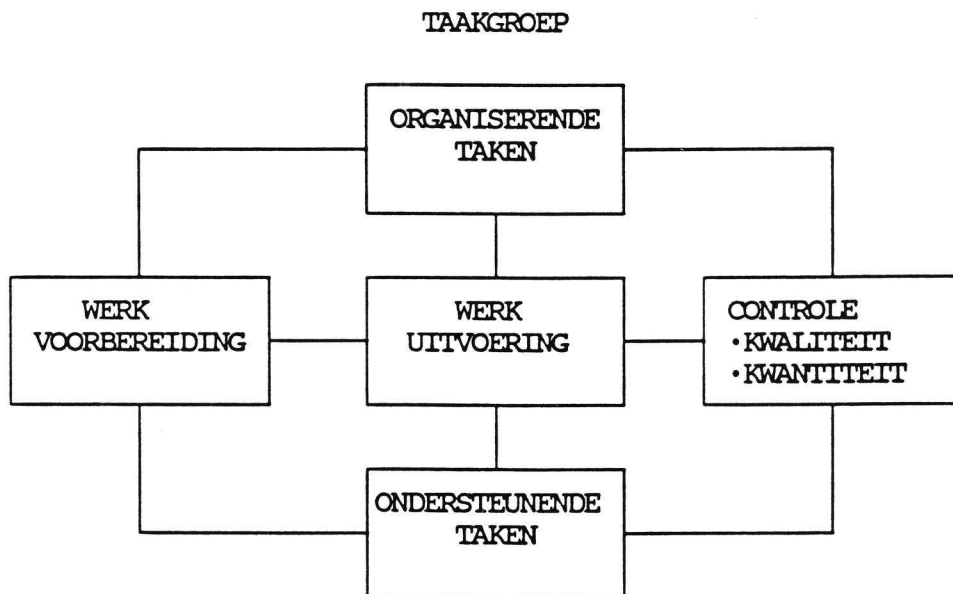 TAAKGROEP
ORGANISERENDE
TAKEN
WERK
VOORBEREIDING
WERK
UITVOERING
CONTROLE
•KWALITEIT
•KWANTITEIT
ONDERSTEUNENDE
TAKEN